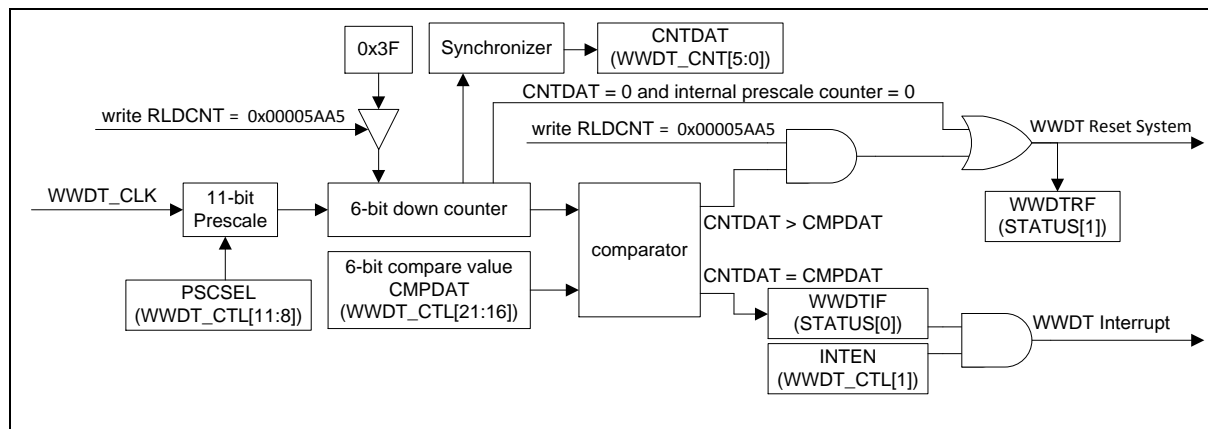 0x3F
Synchronizer
CNTDAT
(WWDT_CNT[5:0])
CNTDAT = 0 and internal prescale counter = 0
write RLDCNT = 0x00005AA5
write RLDCNT = 0x00005AA5
WWDT Reset System
WWDT_CLK
11-bit
Prescale
6-bit down counter
WWDTRF
(STATUS[1])
comparator
CNTDAT > CMPDAT
6-bit compare value
CMPDAT
(WWDT_CTL[21:16])
CNTDAT = CMPDAT
PSCSEL
(WWDT_CTL[11:8])
WWDTIF
(STATUS[0])
WWDT Interrupt
INTEN
(WWDT_CTL[1])